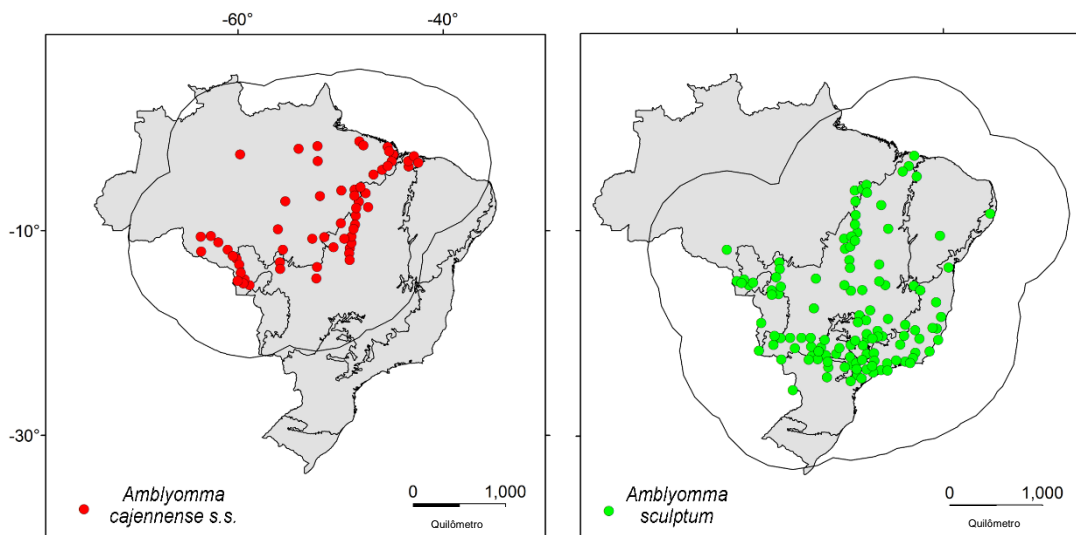 -60°
-40°
-10°
-30°
Amblyomma
cajennense s.s.
0
1,000
Quilômetro
Amblyomma
sculptum
0
1,000
Quilômetro